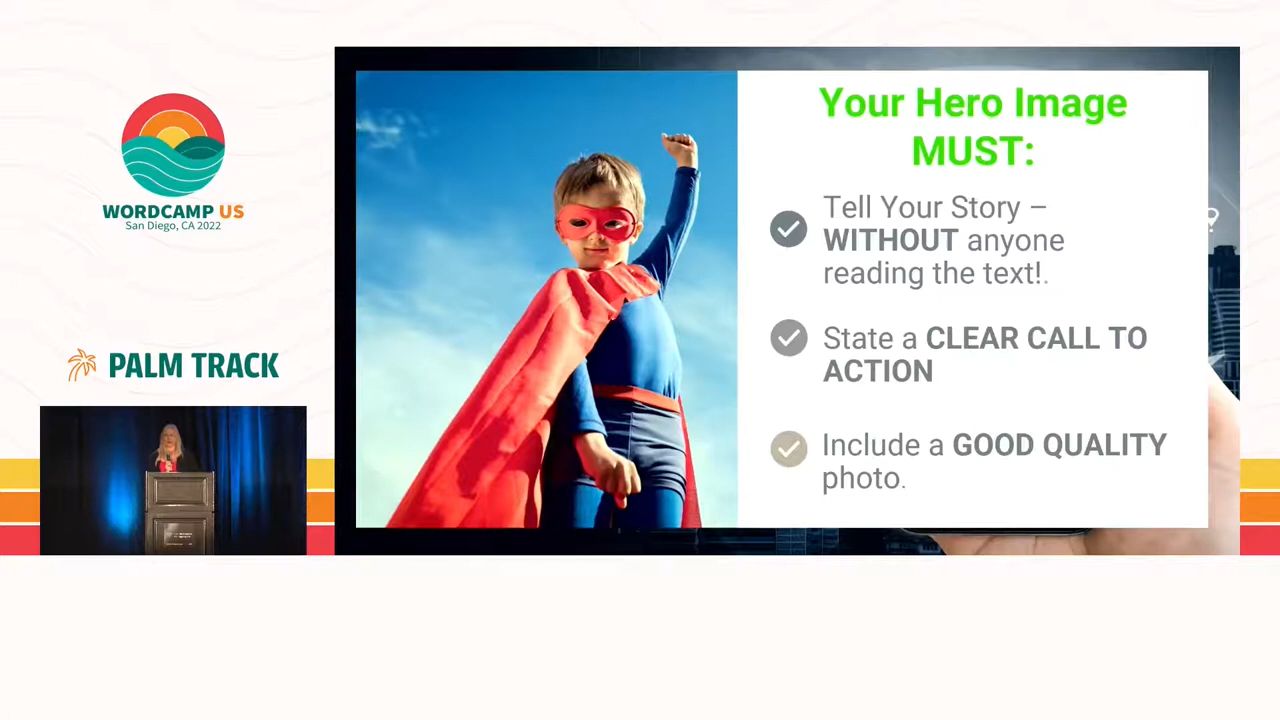 WORDCAMP US
San Diego, CA 2022
PALM TRACK
Your Hero Image
MUST:
Tell Your Story –
WITHOUT anyone
reading the text!.
State a CLEAR CALL TO
ACTION
Include a GOOD QUALITY
photo.